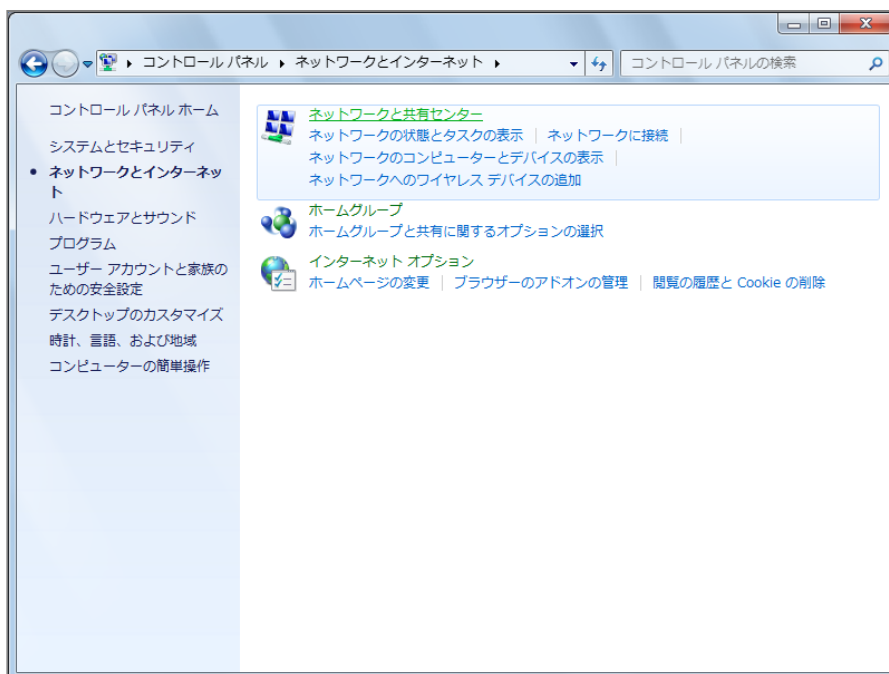 コントロール パネル ネットワークとインターネット
コントロール パネルの検索
コントロール パネル ホーム
システムとセキュリティ
ネットワークとインターネッ
ト
ハードウェアとサウンド
プログラム
ユーザー アカウントと家族の
ための安全設定
デスクトップのカスタマイズ
時計、言語、および地域
コンピューターの簡単操作
ネットワークと共有センター
ネットワークの状態とタスクの表示 ネットワークに接続
ネットワークのコンピューターとデバイスの表示
ネットワークへのワイヤレス デバイスの追加
ホームグループ
ホームグループと共有に関するオプションの選択
インターネット オプション
ホームページの変更 ブラウザーのアドオンの管理 閲覧の履歴と Cookie の削除